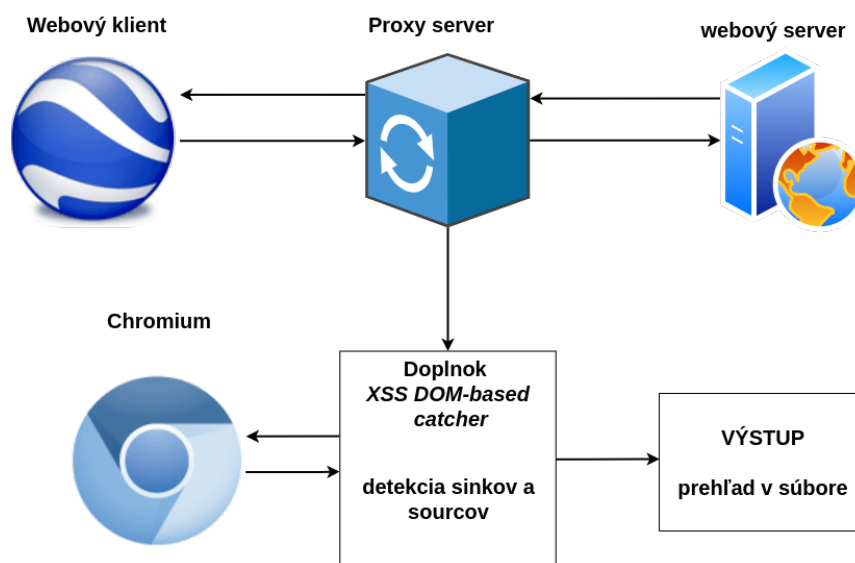 Webový klient
Proxy server
webový server
Chromium
Doplnok
XSS DOM-based
catcher
detekcia sinkov a
sourcov
VÝSTUP
prehľad v súbore